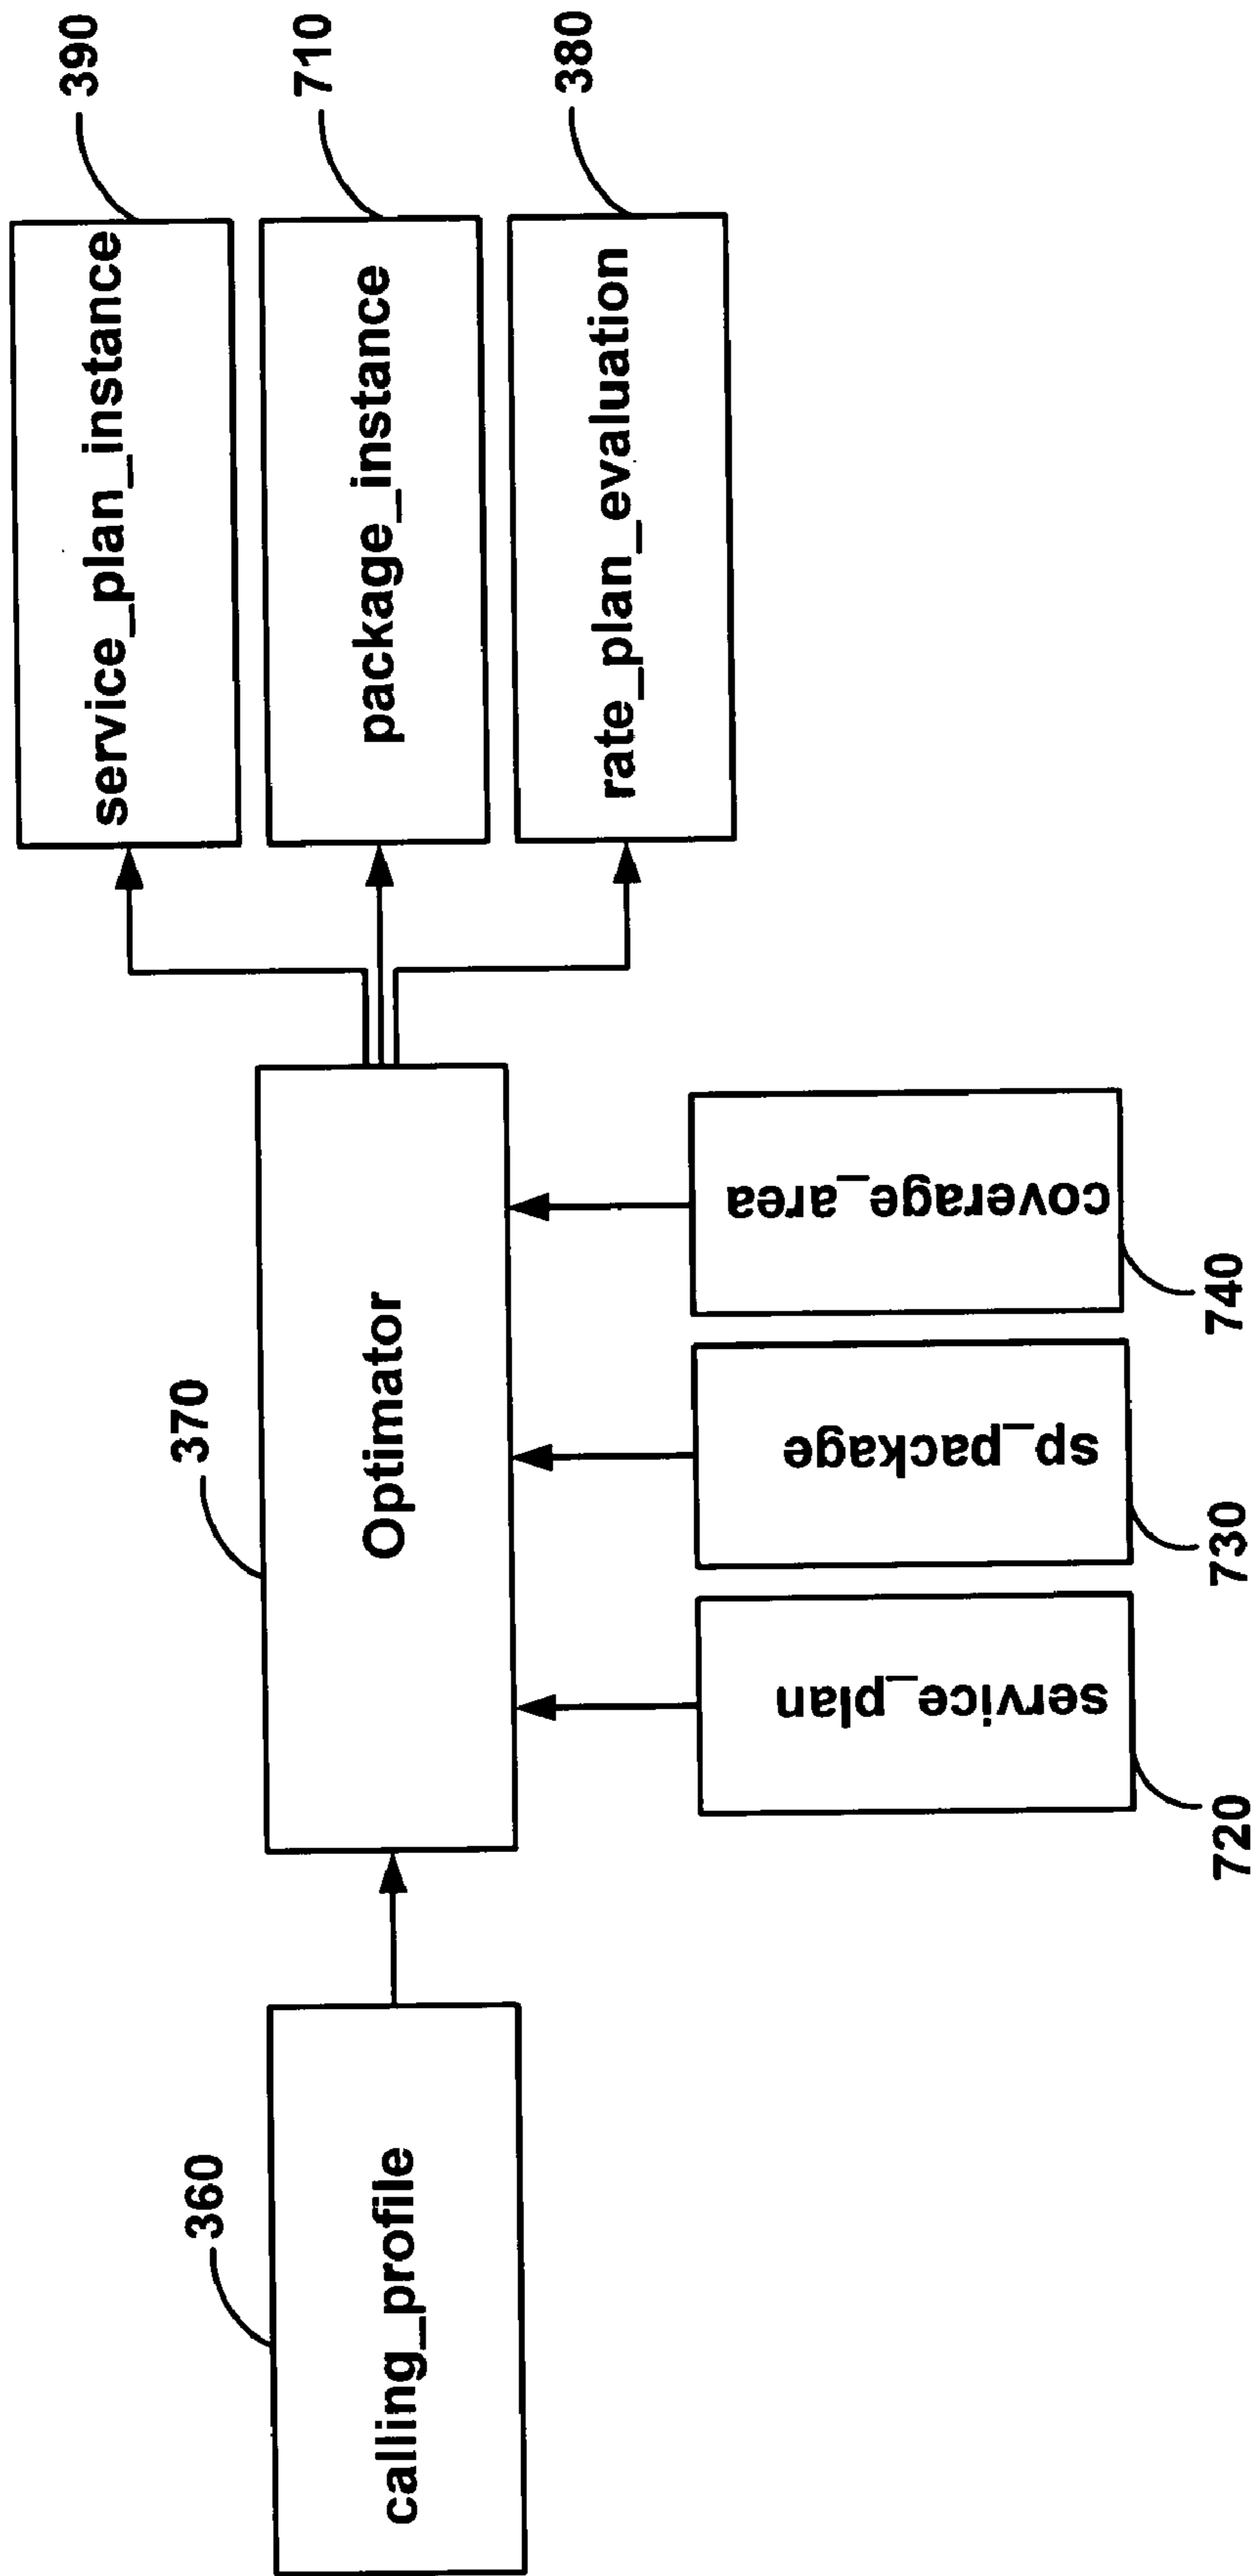 360
calling_profile
370
Optimator
service_plan_instance
390
package_instance
710
rate_plan_evaluation
380
service_plan
720
sp_package
730
coverage_area
740